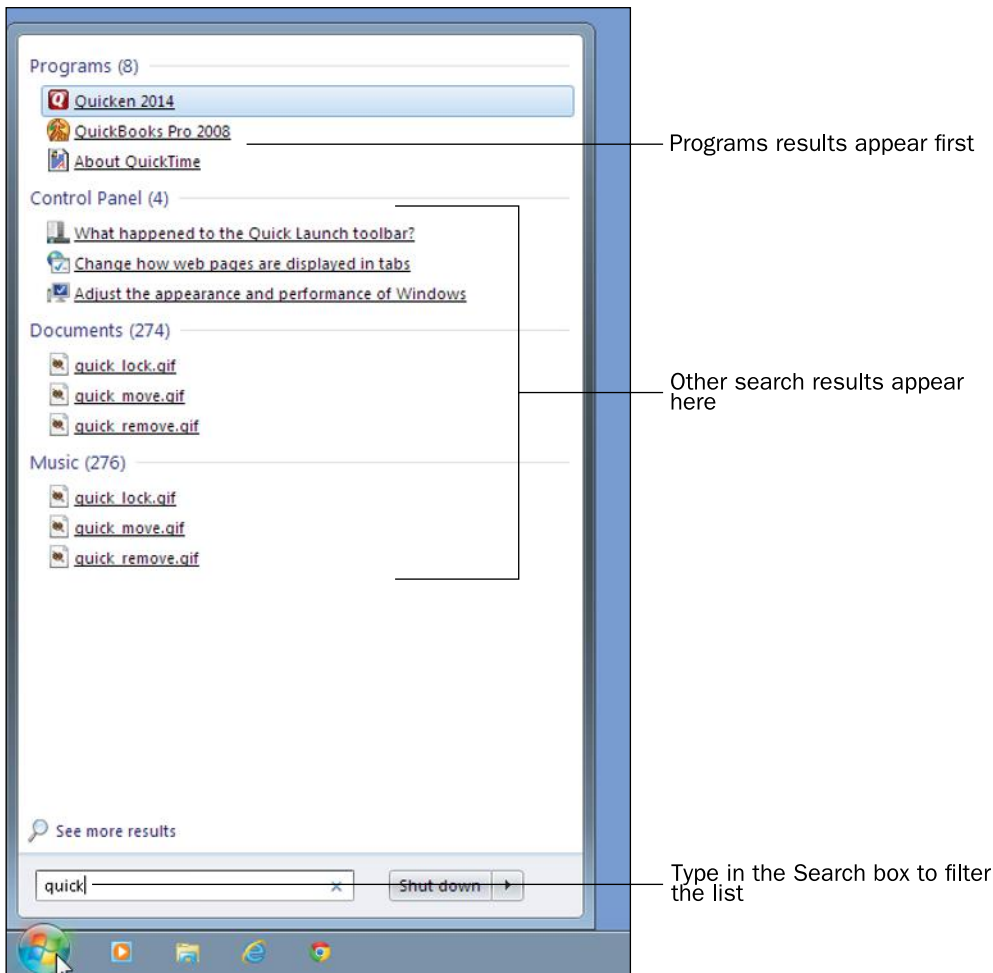 Programs (8)
Quicken 2014
QuickBooks Pro 2008
About QuickTime
Programs results appear first
Control Panel (4)
What happened to the Quick Launch toolbar?
Change how web pages are displayed in tabs
Adjust the appearance and performance of Windows
Documents (274)
quick_lock.gif
quick_move.gif
quick_remove.gif
Other search results appear
here
Music (276)
quick_lock.gif
quick_move.gif
quick_remove.gif
See more results
quick
Shut down
Type in the Search box to filter
the list